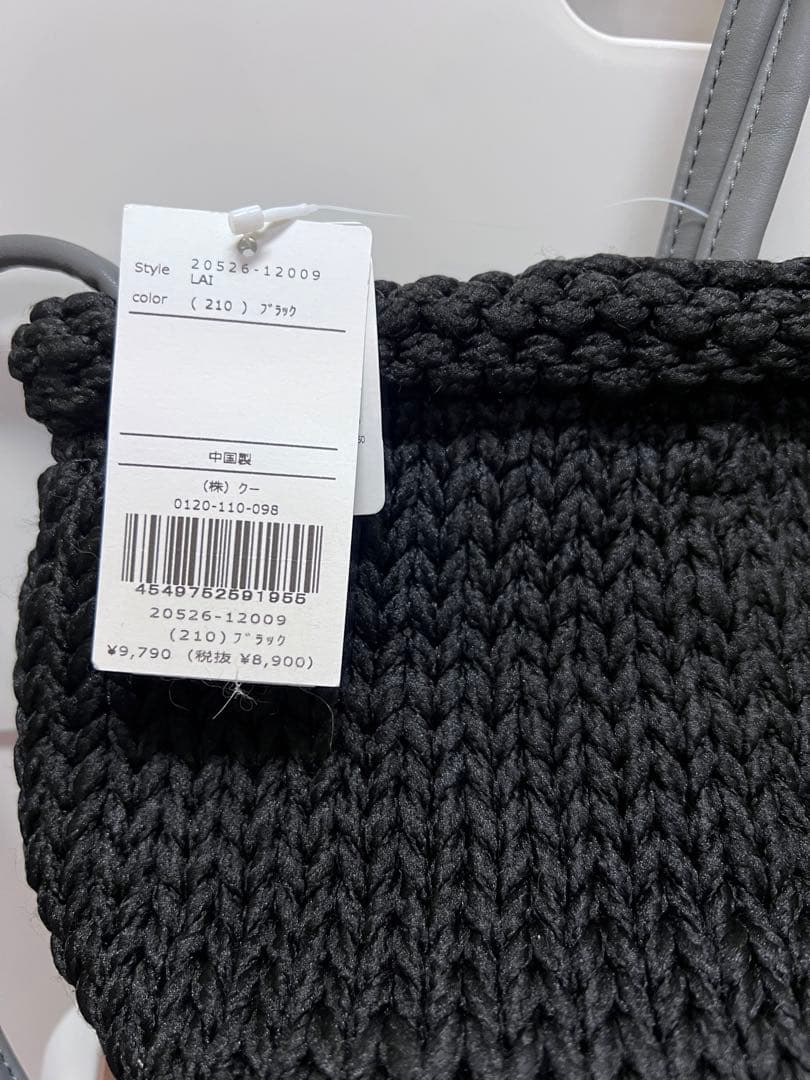 Style 20526-12009
LAI
color (210) ブラック
中国製
(株) クー
0120-110-098
4549752591955
20526-12009
(210)ブラック
¥9,790 (税抜 ¥8,900)